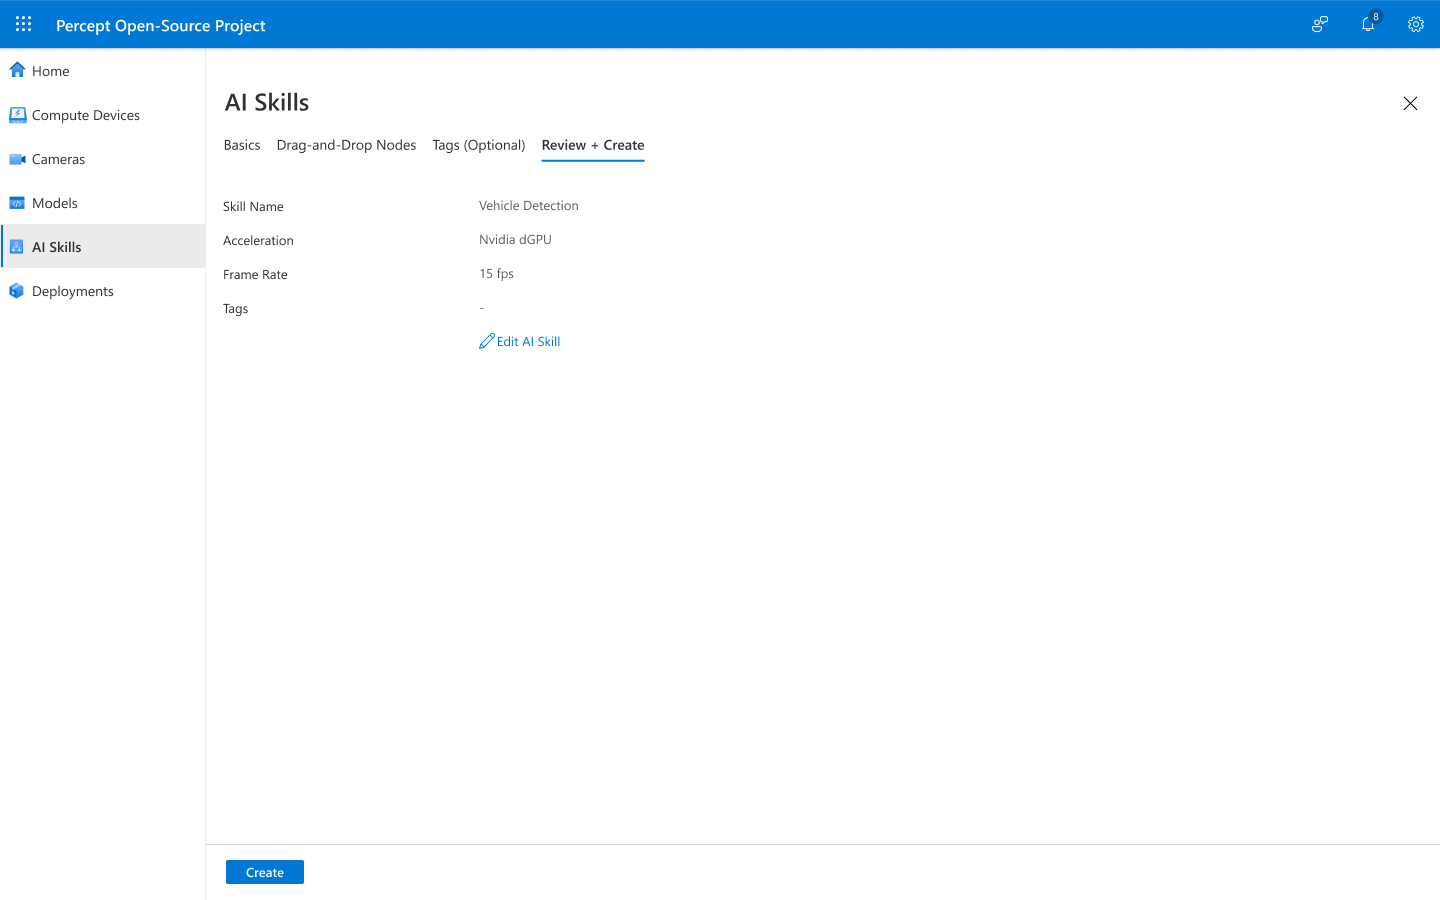 Percept Open-Source Project
8
Home
Compute Devices
Cameras
Models
AI Skills
Deployments
AI Skills
Basics Drag-and-Drop Nodes Tags (Optional) Review + Create
Skill Name Vehicle Detection
Acceleration Nvidia dGPU
Frame Rate 15 fps
Tags -
Edit AI Skill
Create